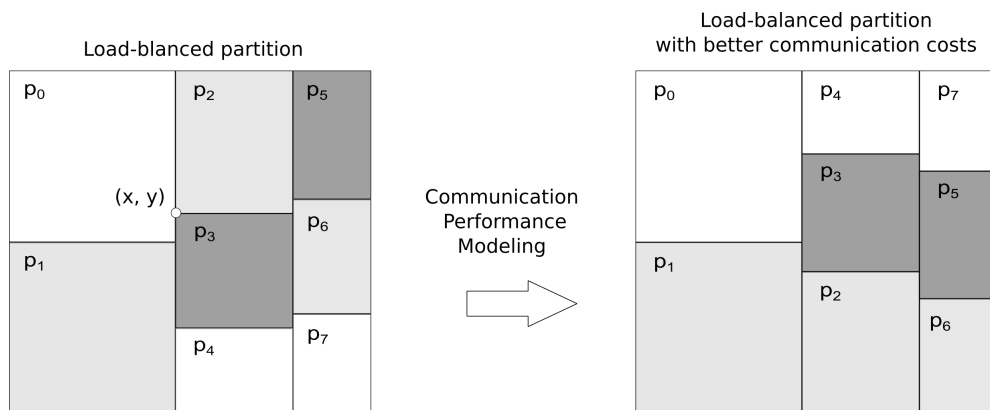 Load-blanced partition
p₀
p₂
p₅
(x, y)
p₃
p₆
p₁
p₄
p₇
Communication
Performance
Modeling
Load-balanced partition
with better communication costs
p₀
p₄
p₇
p₃
p₅
p₁
p₂
p₆